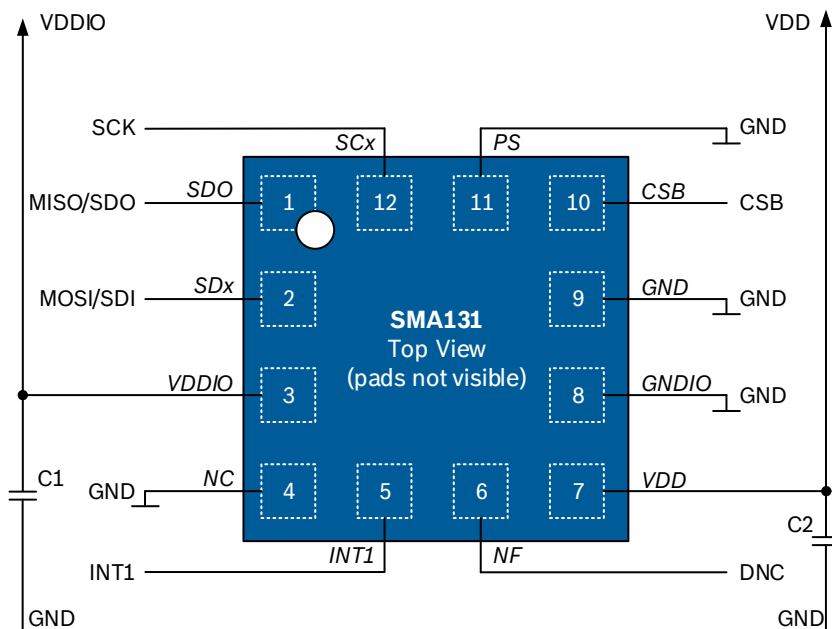 VDDIO
VDD
SCK
SCx
PS
GND
MISO/SDO
SDO
1
12
11
10
CSB
CSB
MOSI/SDI
SDx
2
9
GND
GND
SMA131
Top View
(pads not visible)
VDDIO
3
8
GNDIO
GND
C1
GND
NC
4
5
6
7
VDD
C2
INT1
INT1
NF
DNC
GND
GND